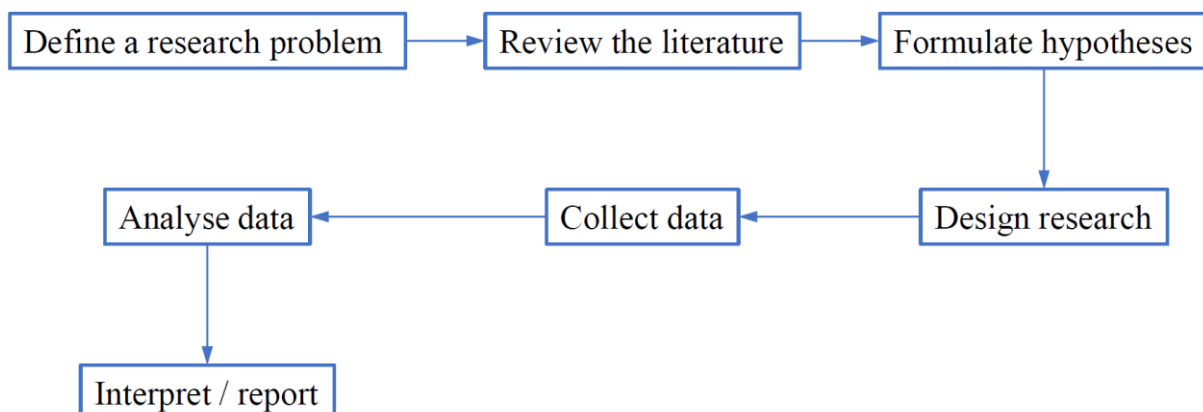 Define a research problem
Review the literature
Formulate hypotheses
Design research
Collect data
Analyse data
Interpret / report